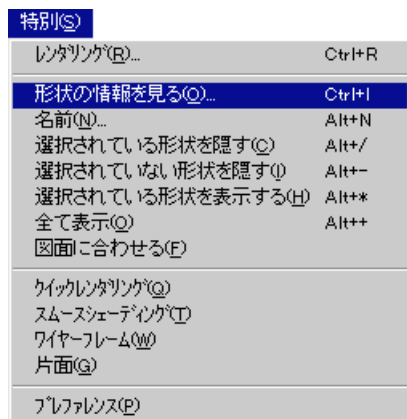 特別(S)
レンダリング(R)... Ctrl+R
形状の情報を見る(O)... Ctrl+I
名前(N)... Alt+N
選択されている形状を隠す(C) Alt+/
選択されていない形状を隠す(I) Alt+-
選択されている形状を表示する(H) Alt+*
全て表示(O) Alt++
図面に合わせる(F)
クイックレンダリング(Q)
スムースシェーディング(T)
ワイヤーフレーム(W)
片面(G)
プレファレンス(P)